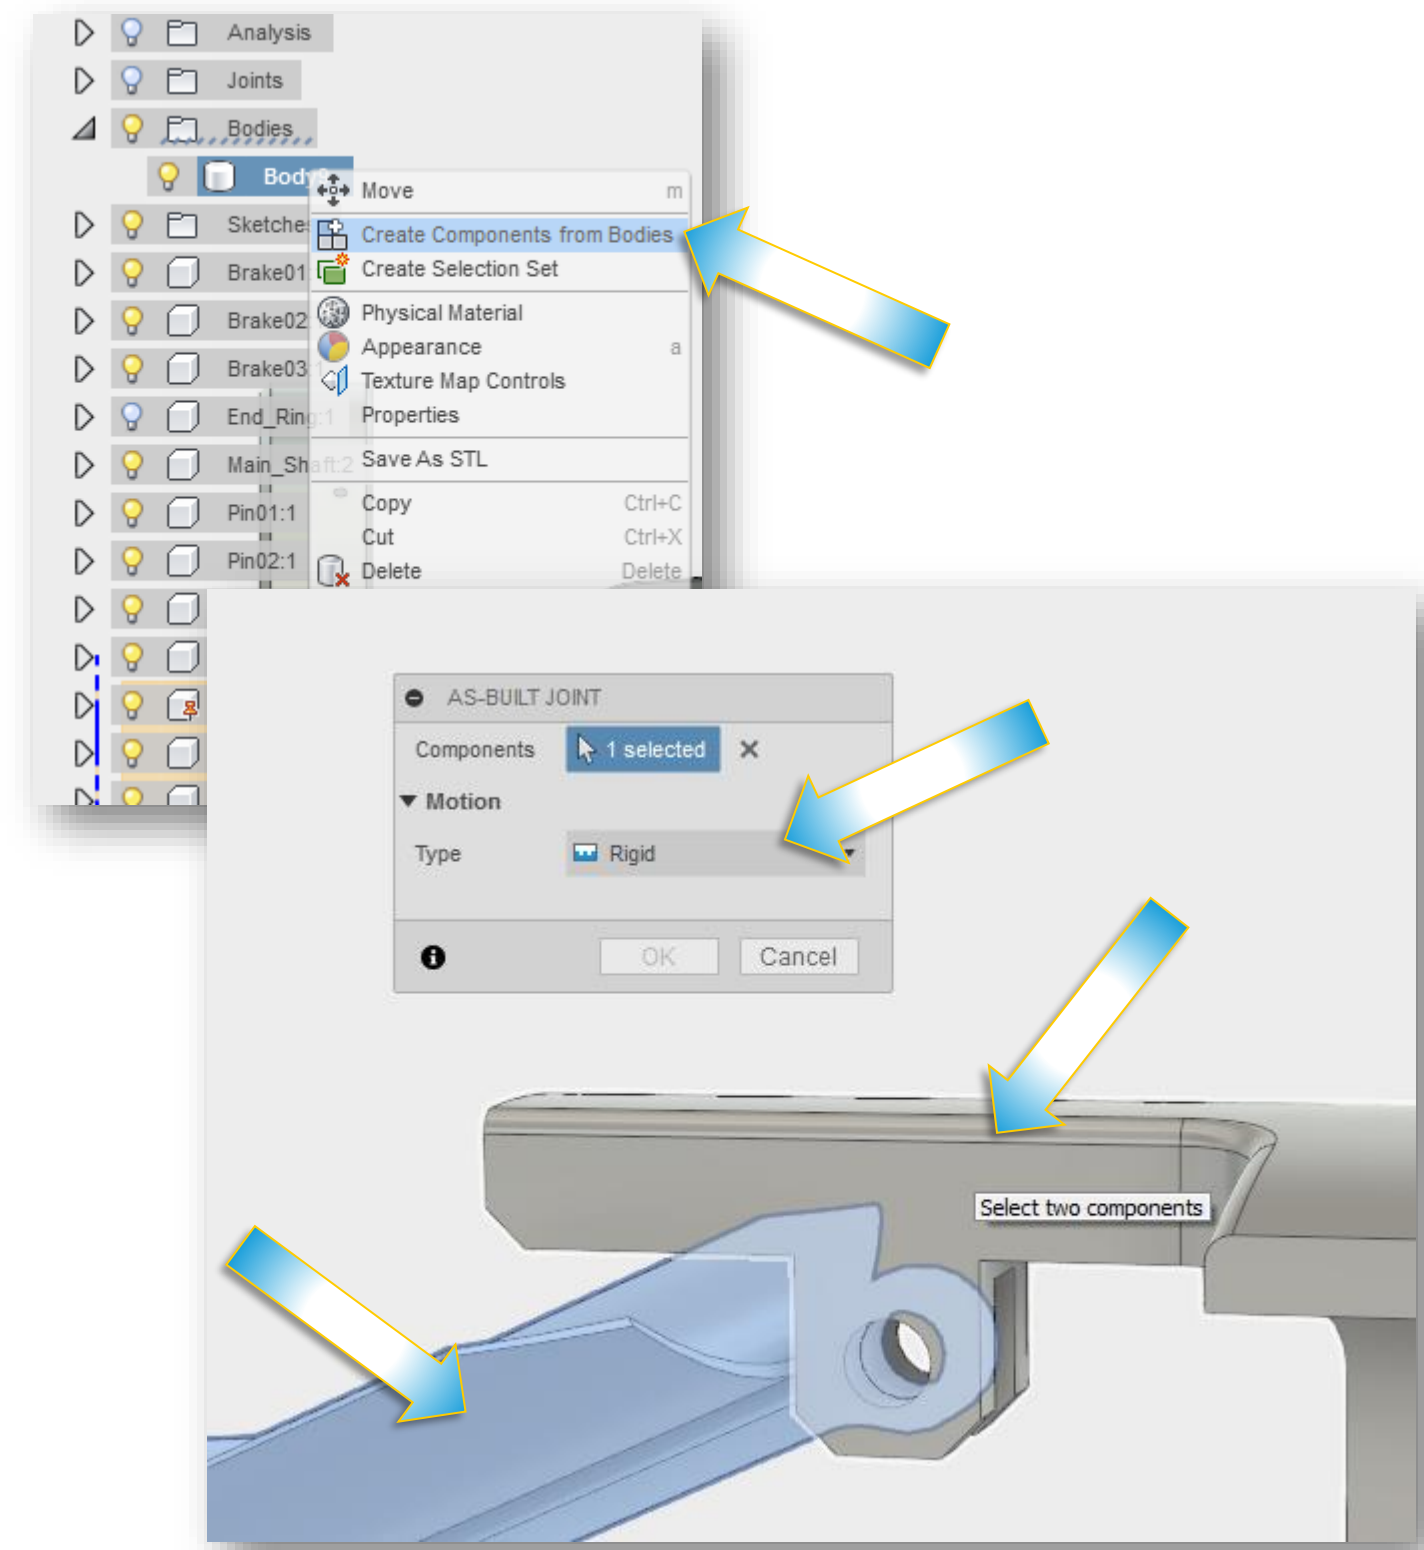 Analysis
Joints
Bodies
Body
Move m
Sketches
Create Components from Bodies
Brake01
Create Selection Set
Physical Material
Brake02
Appearance a
Brake03:1
Texture Map Controls
End_Ring:1
Properties
Main_Shaft:2
Save As STL
Pin01:1
Copy Ctrl+C
Cut Ctrl+X
Pin02:1
Delete Delete
AS-BUILT JOINT
Components 1 selected
Motion
Type Rigid
OK Cancel
Select two components